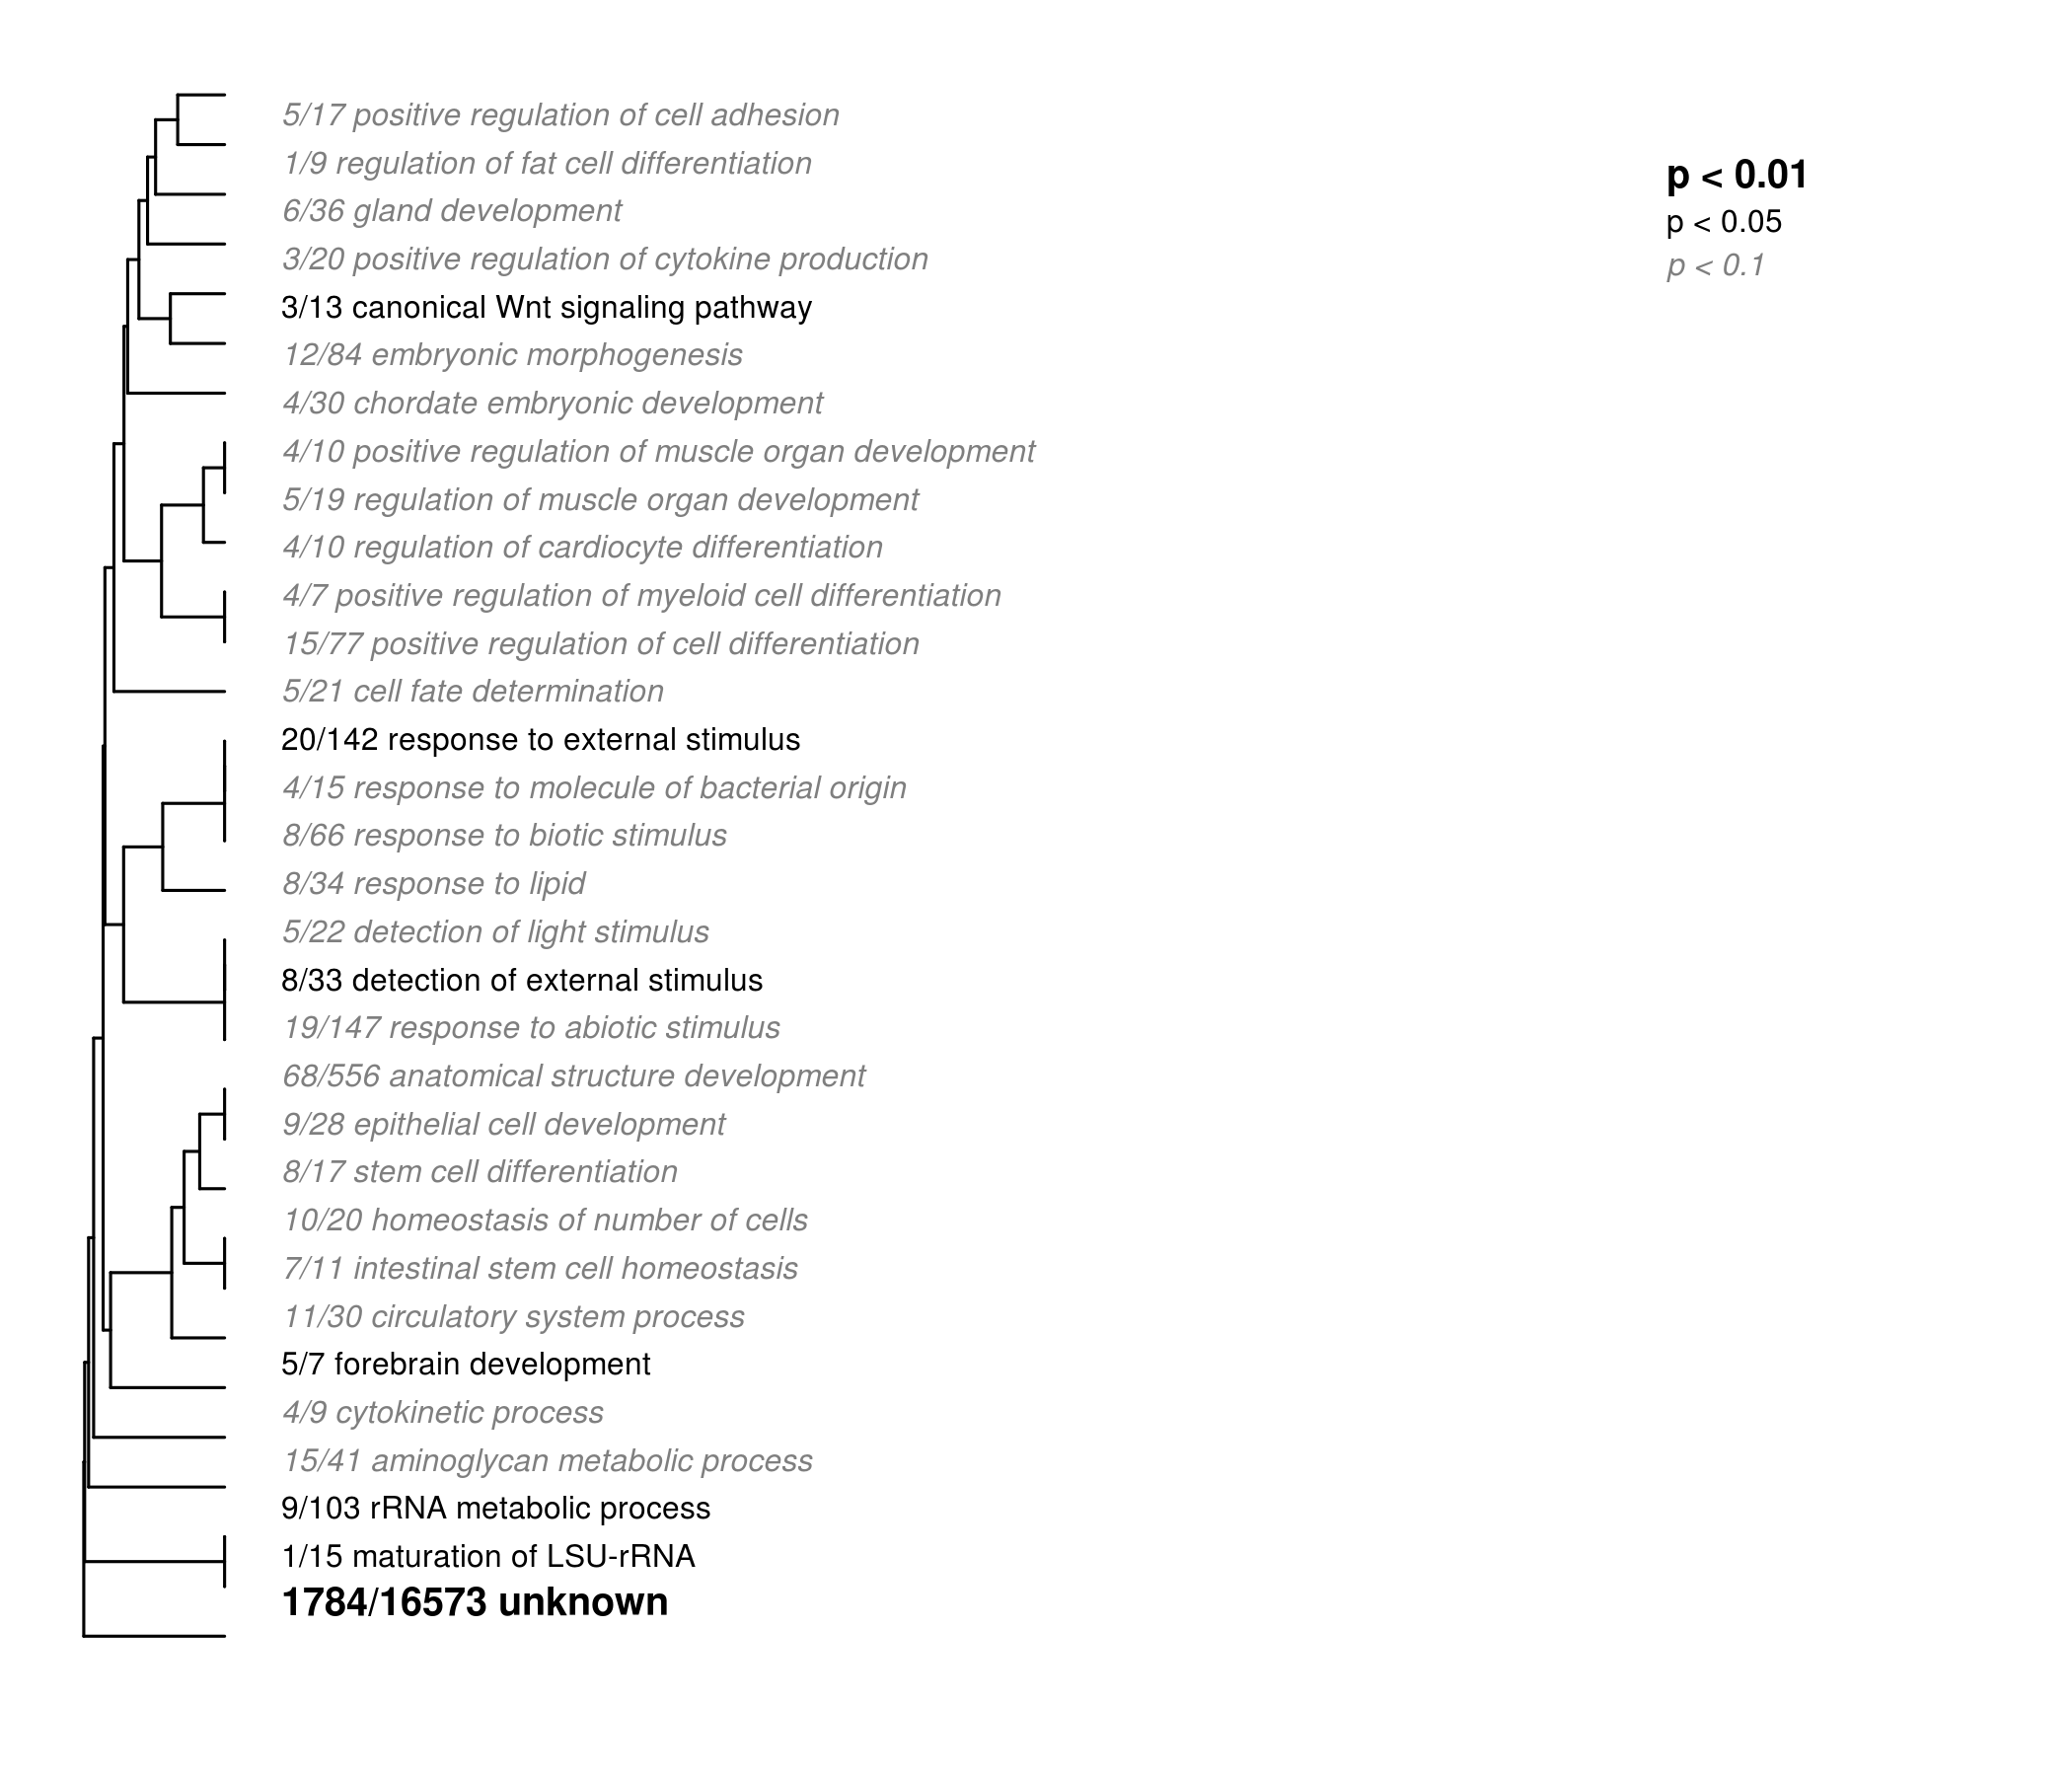 5/17 positive regulation of cell adhesion
1/9 regulation of fat cell differentiation
6/36 gland development
3/20 positive regulation of cytokine production
3/13 canonical Wnt signaling pathway
12/84 embryonic morphogenesis
4/30 chordate embryonic development
4/10 positive regulation of muscle organ development
5/19 regulation of muscle organ development
4/10 regulation of cardiocyte differentiation
4/7 positive regulation of myeloid cell differentiation
15/77 positive regulation of cell differentiation
5/21 cell fate determination
20/142 response to external stimulus
4/15 response to molecule of bacterial origin
8/66 response to biotic stimulus
8/34 response to lipid
5/22 detection of light stimulus
8/33 detection of external stimulus
19/147 response to abiotic stimulus
68/556 anatomical structure development
9/28 epithelial cell development
8/17 stem cell differentiation
10/20 homeostasis of number of cells
7/11 intestinal stem cell homeostasis
11/30 circulatory system process
5/7 forebrain development
4/9 cytokinetic process
15/41 aminoglycan metabolic process
9/103 rRNA metabolic process
1/15 maturation of LSU-rRNA
1784/16573 unknown
p < 0.01
p < 0.05
p < 0.1